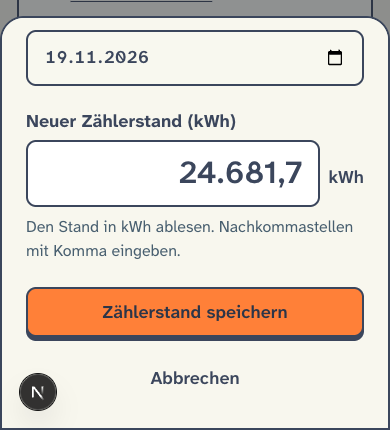 19.11.2026
Neuer Zählerstand (kWh)
24.681,7 kWh
Den Stand in kWh ablesen. Nachkommastellen
mit Komma eingeben.
Zählerstand speichern
Abbrechen
N